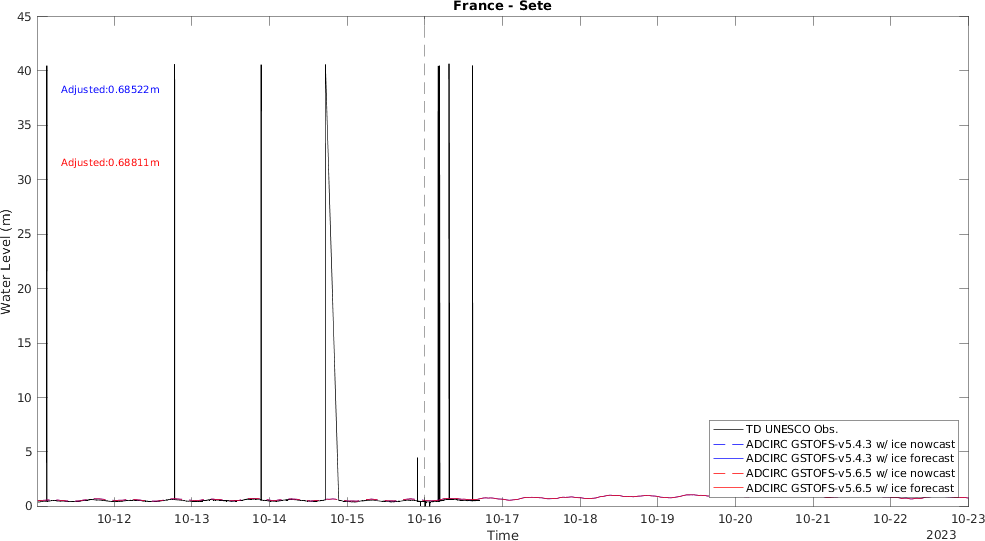 France - Sete
45
40
35
30
25
20
15
10
5
0
Water Level (m)
Adjusted:0.68522m
Adjusted:0.68811m
TD UNESCO Obs.
ADCIRC GSTOFS-v5.4.3 w/ ice nowcast
ADCIRC GSTOFS-v5.4.3 w/ ice forecast
ADCIRC GSTOFS-v5.6.5 w/ ice nowcast
ADCIRC GSTOFS-v5.6.5 w/ ice forecast
10-12 10-13 10-14 10-15 10-16 10-17 10-18 10-19 10-20 10-21 10-22 10-23
Time
2023